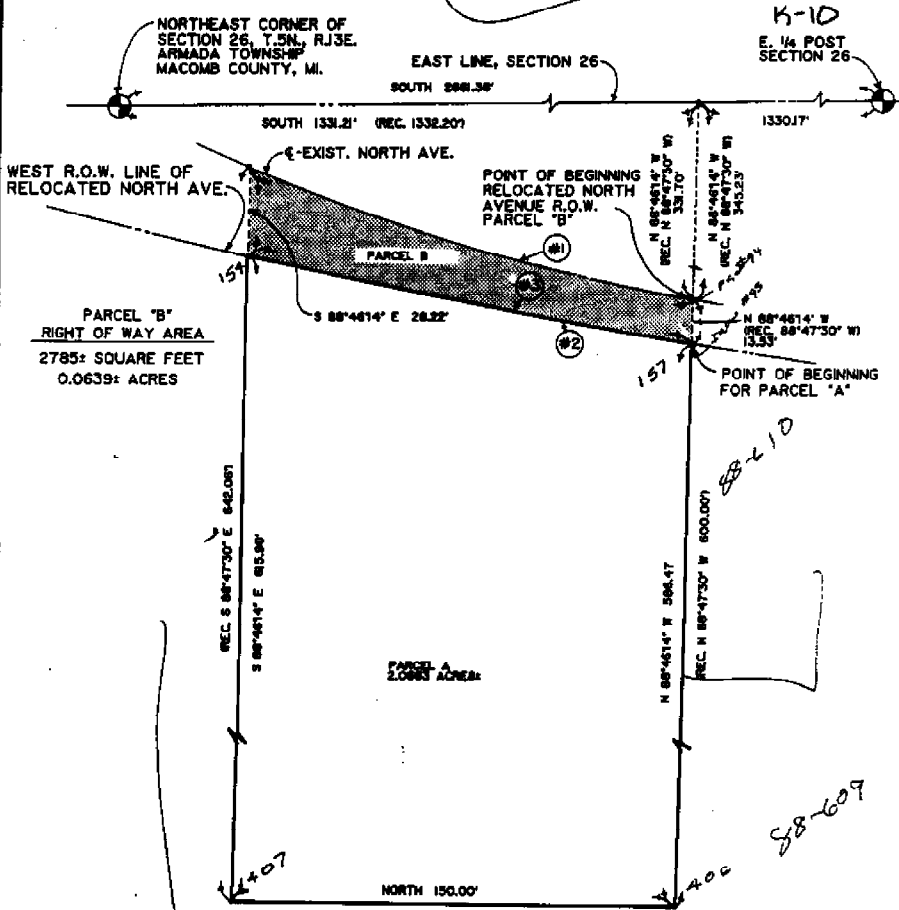 K-10
NORTHEAST CORNER OF
SECTION 26, T.5N., R.13E.
ARMADA TOWNSHIP
MACOMB COUNTY, MI.
E. 1/4 POST
SECTION 26
EAST LINE, SECTION 26
SOUTH 2661.38'
SOUTH 1331.21' (REC. 1332.20')
1330.17'
℄-EXIST. NORTH AVE.
WEST R.O.W. LINE OF
RELOCATED NORTH AVE.
POINT OF BEGINNING
RELOCATED NORTH
AVENUE R.O.W.
PARCEL "B"
N 88°46'14" W
(REC. N 88°47'30" W)
331.70'
N 88°46'14" W
(REC. N 88°47'30" W)
345.23'
#1
PARCEL B
#3
#2
154
S 88°46'14" E 28.22'
N 88°46'14" W
(REC. 88°47'30" W)
13.53'
157
POINT OF BEGINNING
FOR PARCEL "A"
PARCEL "B"
RIGHT OF WAY AREA
2785± SQUARE FEET
0.0639± ACRES
88-610
(REC. S 88°47'30" E 642.06')
S 88°46'14" E 615.98'
N 88°46'14" W 586.47
(REC. N 88°47'30" W 600.00')
PARCEL A
2.0663 ACRES±
88-609
407
406
NORTH 150.00'